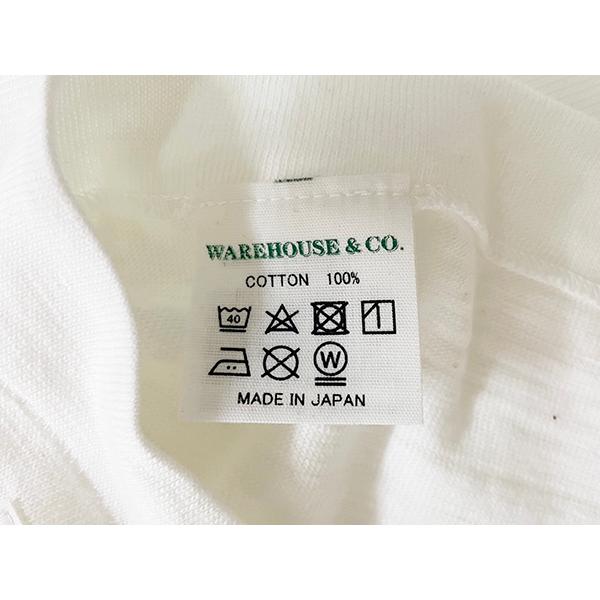 WAREHOUSE & CO.
COTTON 100%
40
W
MADE IN JAPAN